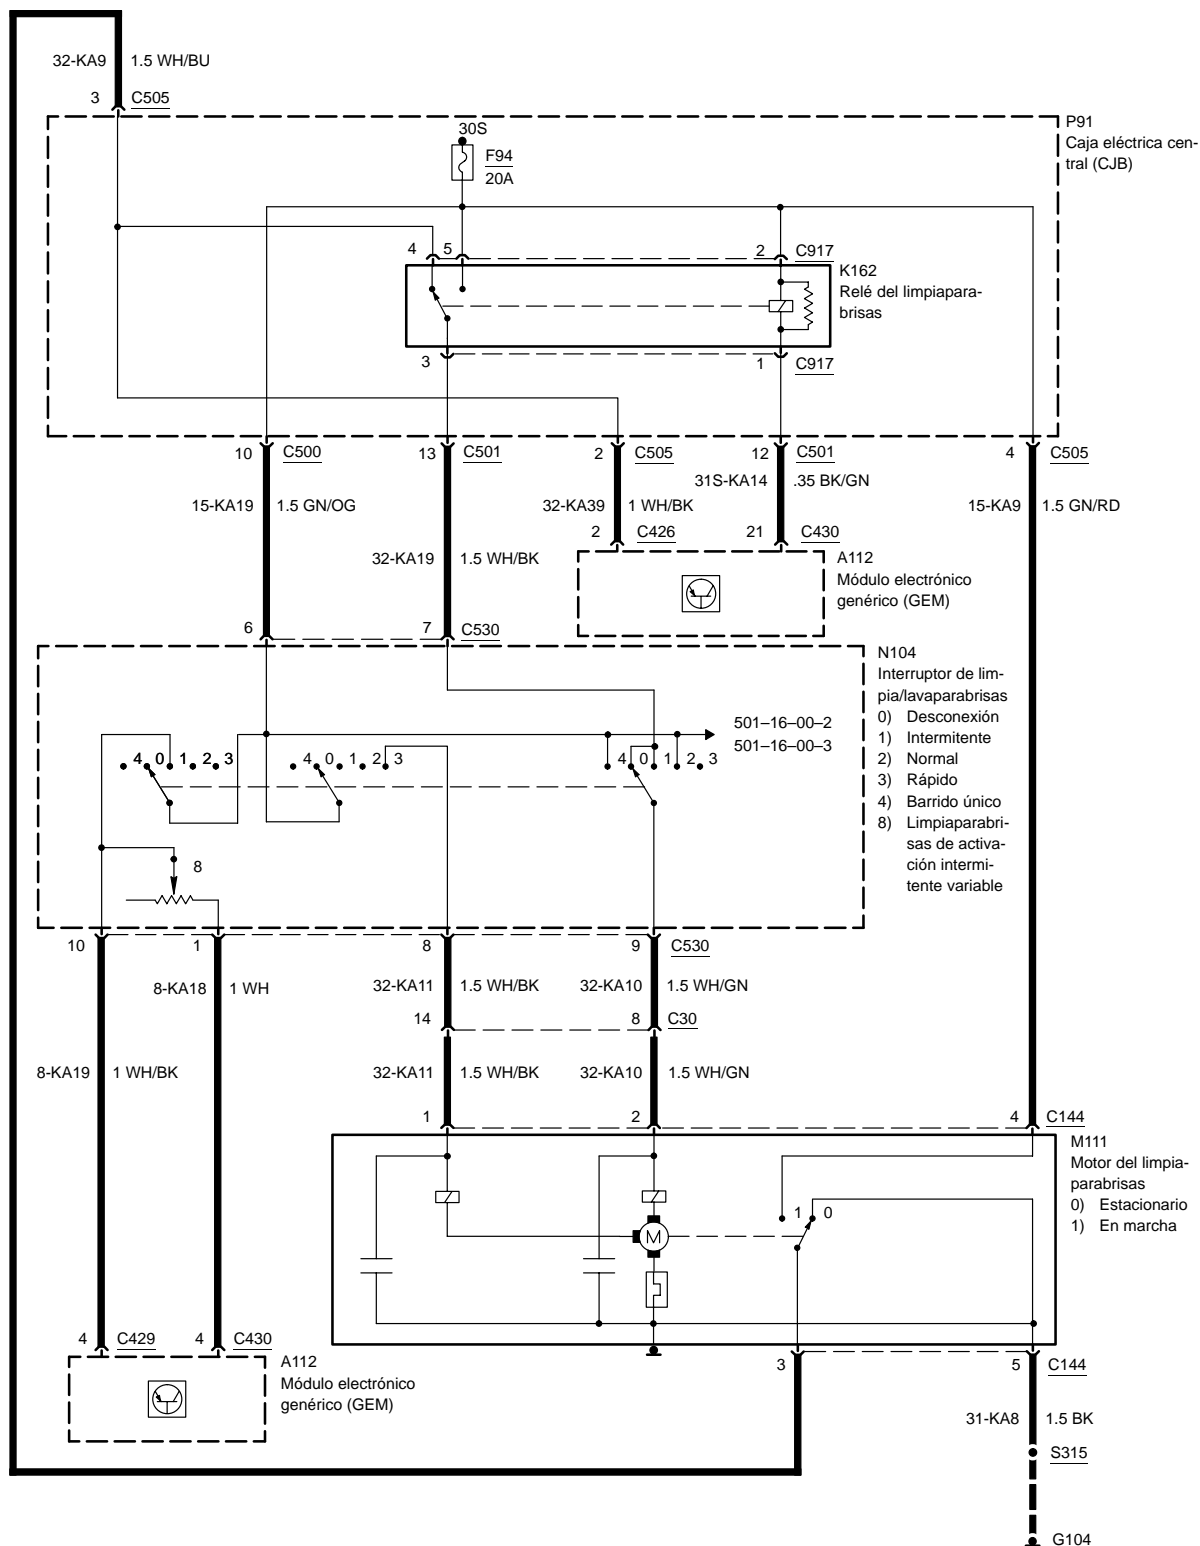 32-KA9 1.5 WH/BU
3 C505
P91
Caja eléctrica cen-
tral (CJB)
30S
F94
20A
4 5 2 C917
K162
Relé del limpiapara-
brisas
3 1 C917
10 C500 13 C501 2 C505 12 C501 4 C505
31S-KA14 .35 BK/GN
15-KA19 1.5 GN/OG 32-KA39 1 WH/BK 15-KA9 1.5 GN/RD
2 C426 21 C430
32-KA19 1.5 WH/BK
A112
Módulo electrónico
genérico (GEM)
6 7 C530
N104
Interruptor de lim-
pia/lavaparabrisas
0) Desconexión
1) Intermitente
2) Normal
3) Rápido
4) Barrido único
8) Limpiaparabri-
sas de activa-
ción intermi-
tente variable
501–16–00–2
501–16–00–3
4 0 1 2 3 4 0 1 2 3 4 0 1 2 3
8
10 1 8 9 C530
8-KA18 1 WH 32-KA11 1.5 WH/BK 32-KA10 1.5 WH/GN
14 8 C30
8-KA19 1 WH/BK 32-KA11 1.5 WH/BK 32-KA10 1.5 WH/GN
1 2 4 C144
M111
Motor del limpia-
parabrisas
0) Estacionario
1) En marcha
1 0
M
4 C429 4 C430
A112
Módulo electrónico
genérico (GEM)
3 5 C144
31-KA8 1.5 BK
S315
G104